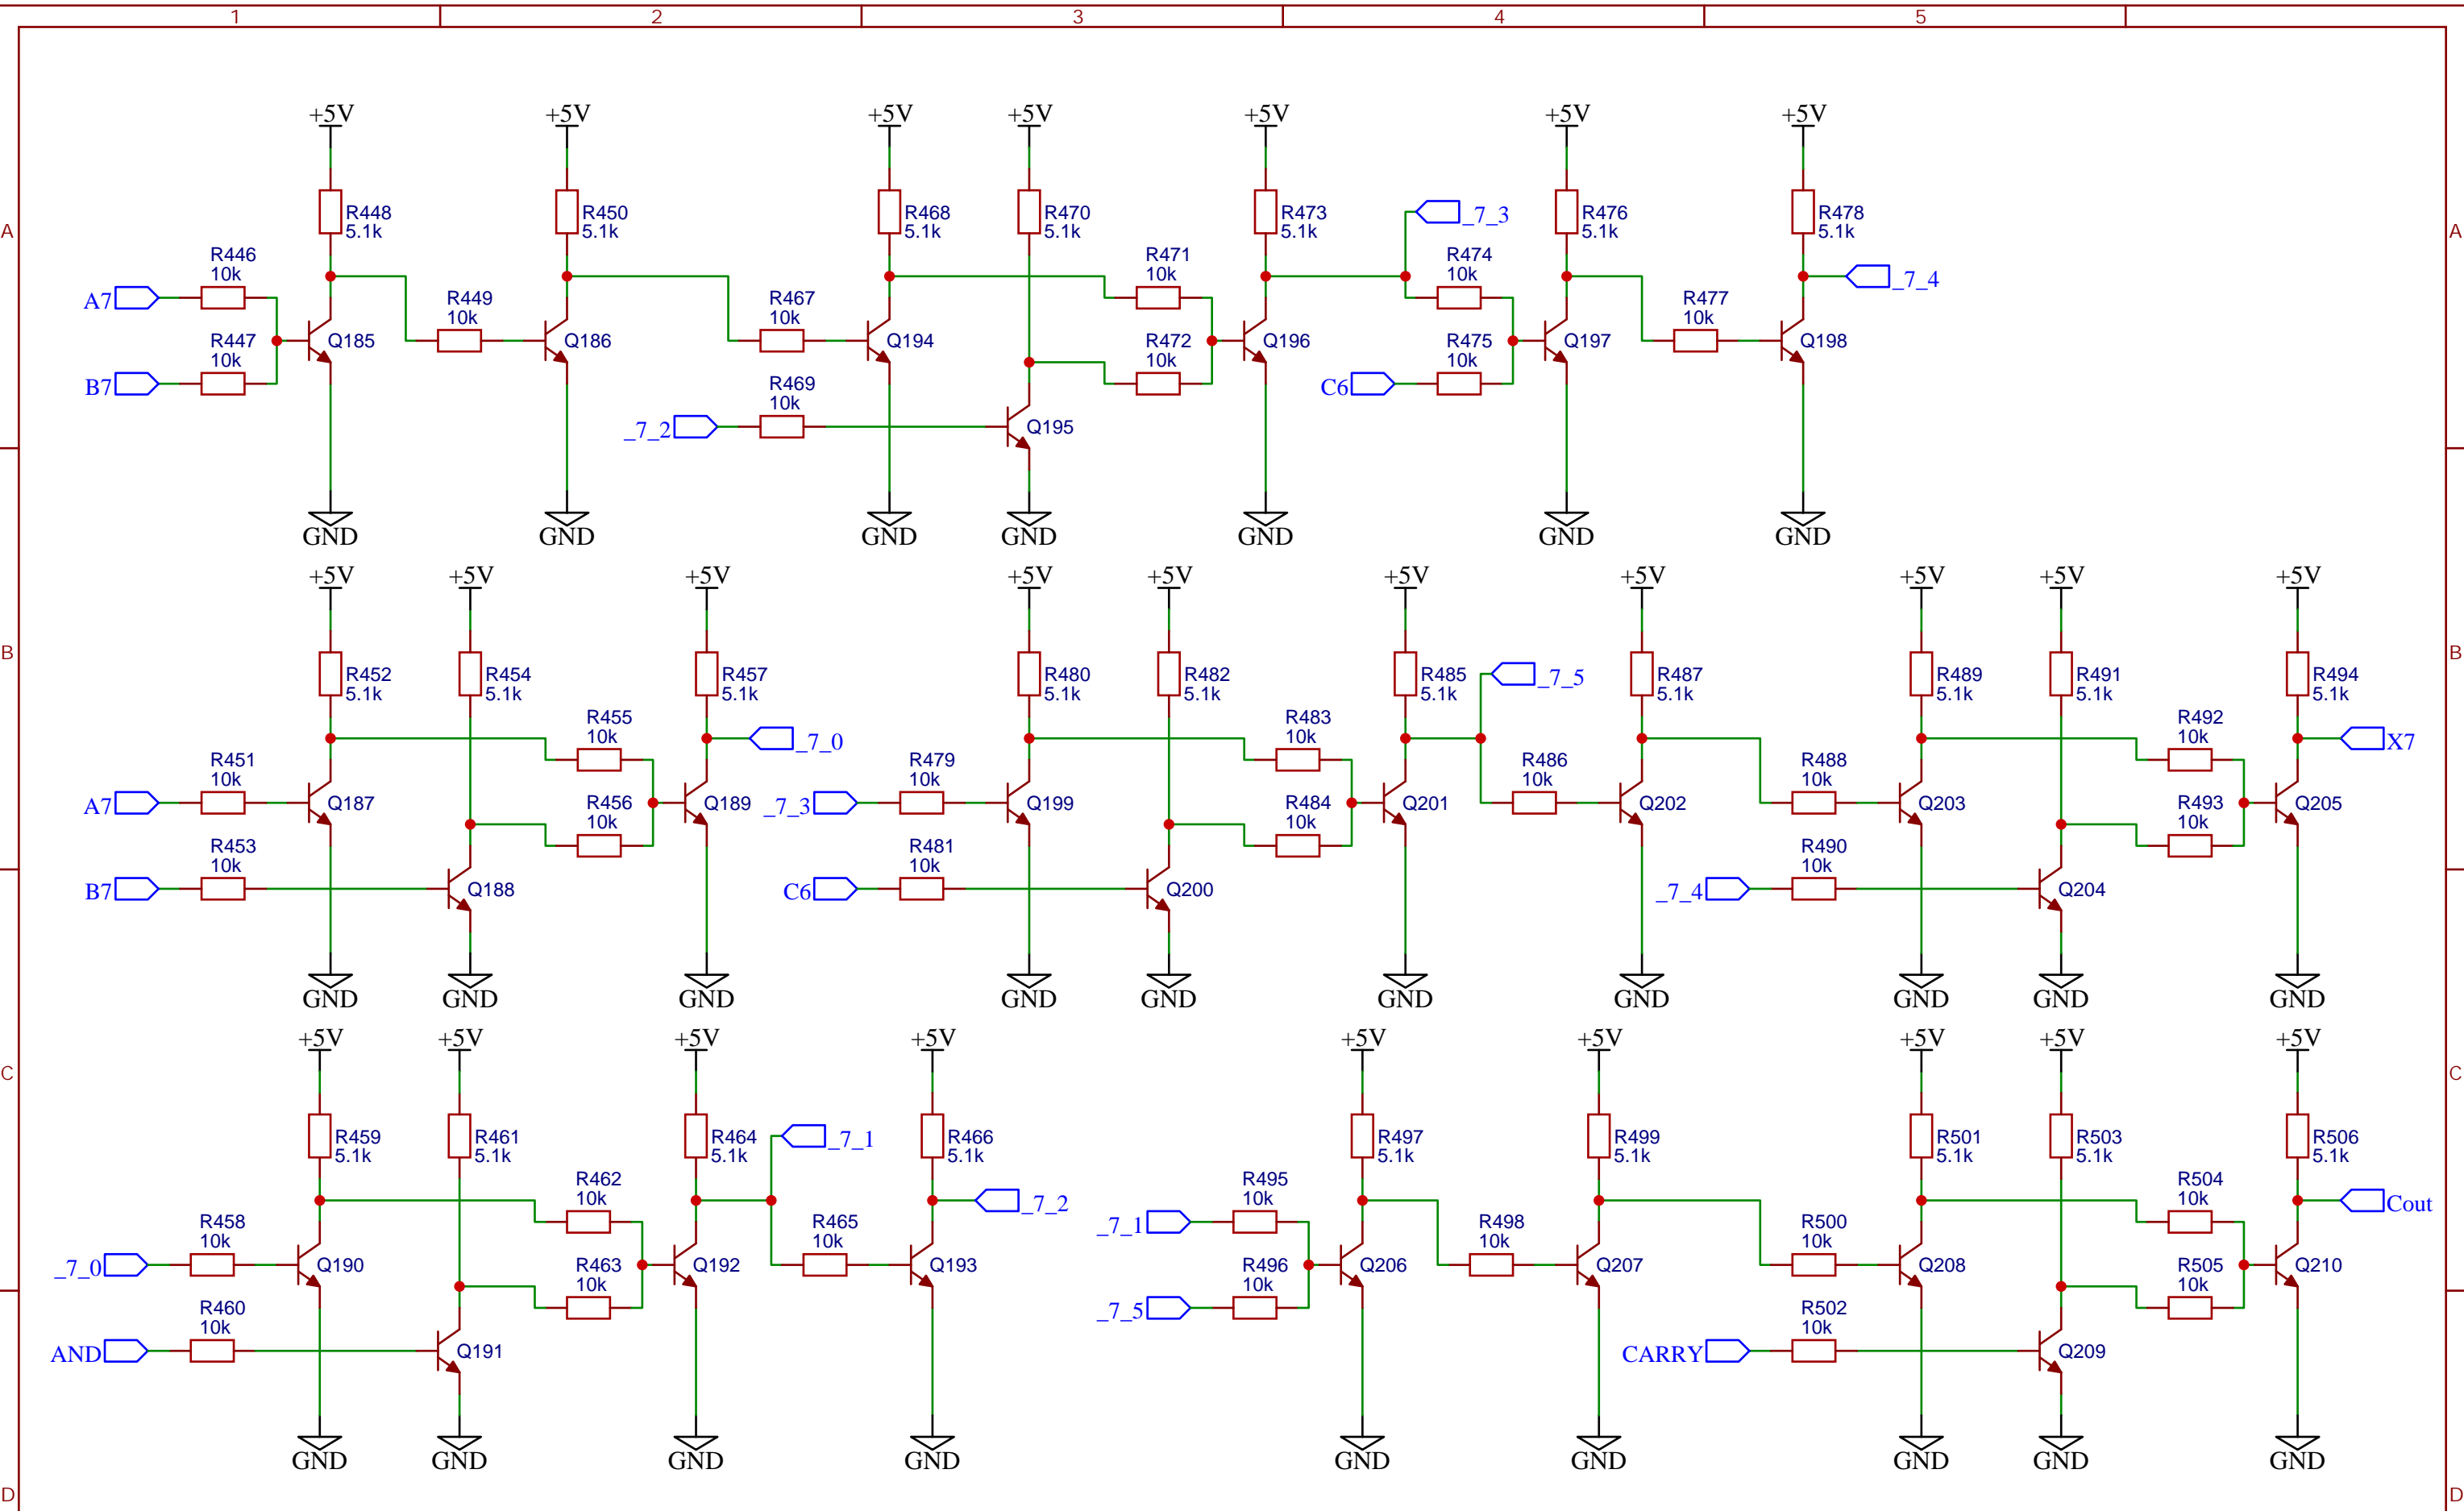 1 2 3 4 5
+5V +5V +5V +5V +5V +5V +5V
A A
R448 R450 R468 R470 R473 R476 R478
5.1k 5.1k 5.1k 5.1k 5.1k 5.1k 5.1k
_7_3
R446 R471 R474
10k 10k 10k
A7 _7_4
R449 R467 R477
10k 10k 10k
R447 Q185 Q186 Q194 R472 Q196 R475 Q197 Q198
10k 10k 10k
B7 R469 C6
10k
_7_2 Q195
GND GND GND GND GND GND GND
+5V +5V +5V +5V +5V +5V +5V +5V +5V +5V
B B
R452 R454 R457 R480 R482 R485 _7_5 R487 R489 R491 R494
5.1k 5.1k 5.1k 5.1k 5.1k 5.1k 5.1k 5.1k 5.1k 5.1k
R455 R483 R492
10k 10k 10k
_7_0 X7
R451 R479 R486 R488
10k 10k 10k 10k
A7 Q187 R456 Q189 _7_3 Q199 R484 Q201 Q202 Q203 R493 Q205
10k 10k 10k
R453 R481 R490
10k 10k 10k
B7 Q188 C6 Q200 _7_4 Q204
GND GND GND GND GND GND GND GND GND GND
+5V +5V +5V +5V +5V +5V +5V +5V +5V
C C
R459 R461 R464 _7_1 R466 R497 R499 R501 R503 R506
5.1k 5.1k 5.1k 5.1k 5.1k 5.1k 5.1k 5.1k 5.1k
R462 R495 R504
10k 10k 10k
_7_2 Cout
R458 R465 _7_1 R498 R500
10k 10k 10k 10k
_7_0 Q190 R463 Q192 Q193 R496 Q206 Q207 Q208 R505 Q210
10k 10k 10k
R460 _7_5 R502
10k 10k
AND Q191 CARRY Q209
GND GND GND GND GND GND GND GND GND
D D